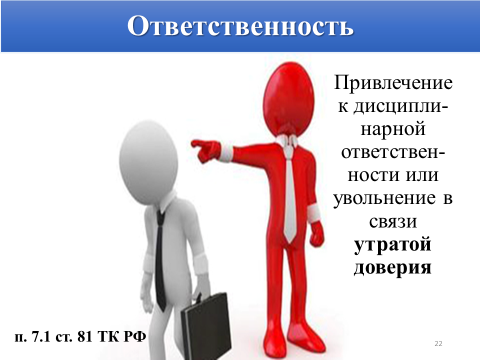 Ответственность
Привлечение
к дисципли-
нарной
ответствен-
ности или
увольнение в
связи
утратой
доверия
п. 7.1 ст. 81 ТК РФ
22